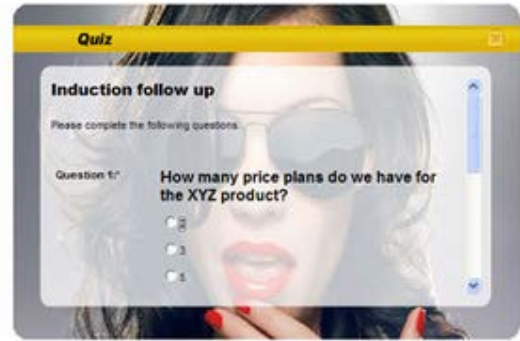 Quiz
Induction follow up
Please complete the following questions.
Question 1:*
How many price plans do we have for
the XYZ product?
2
3
5